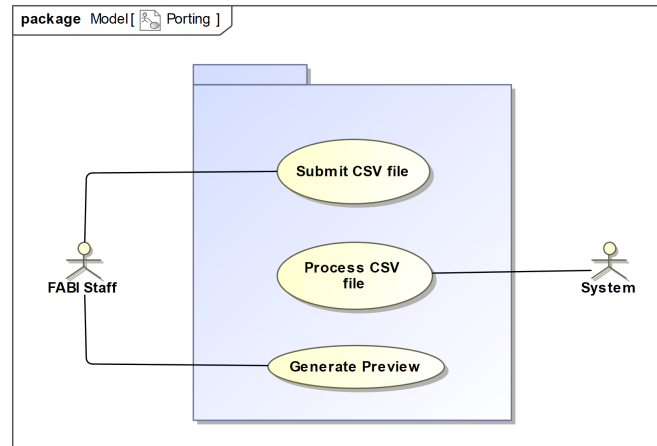 package Model [ Porting ]
Submit CSV file
Process CSV
file
FABI Staff
System
Generate Preview